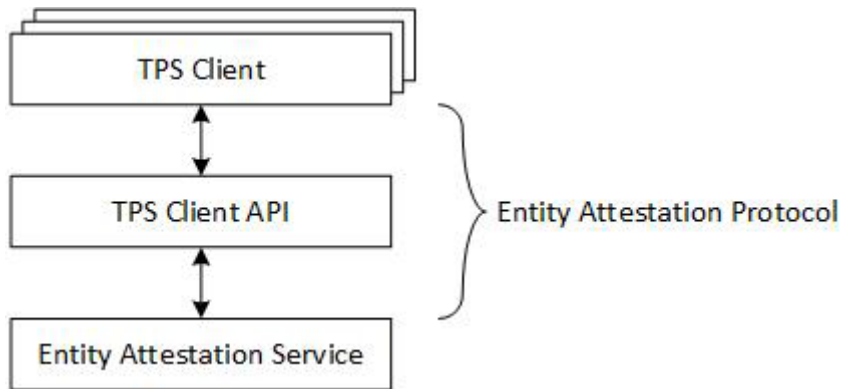 TPS Client
TPS Client API
Entity Attestation Protocol
Entity Attestation Service